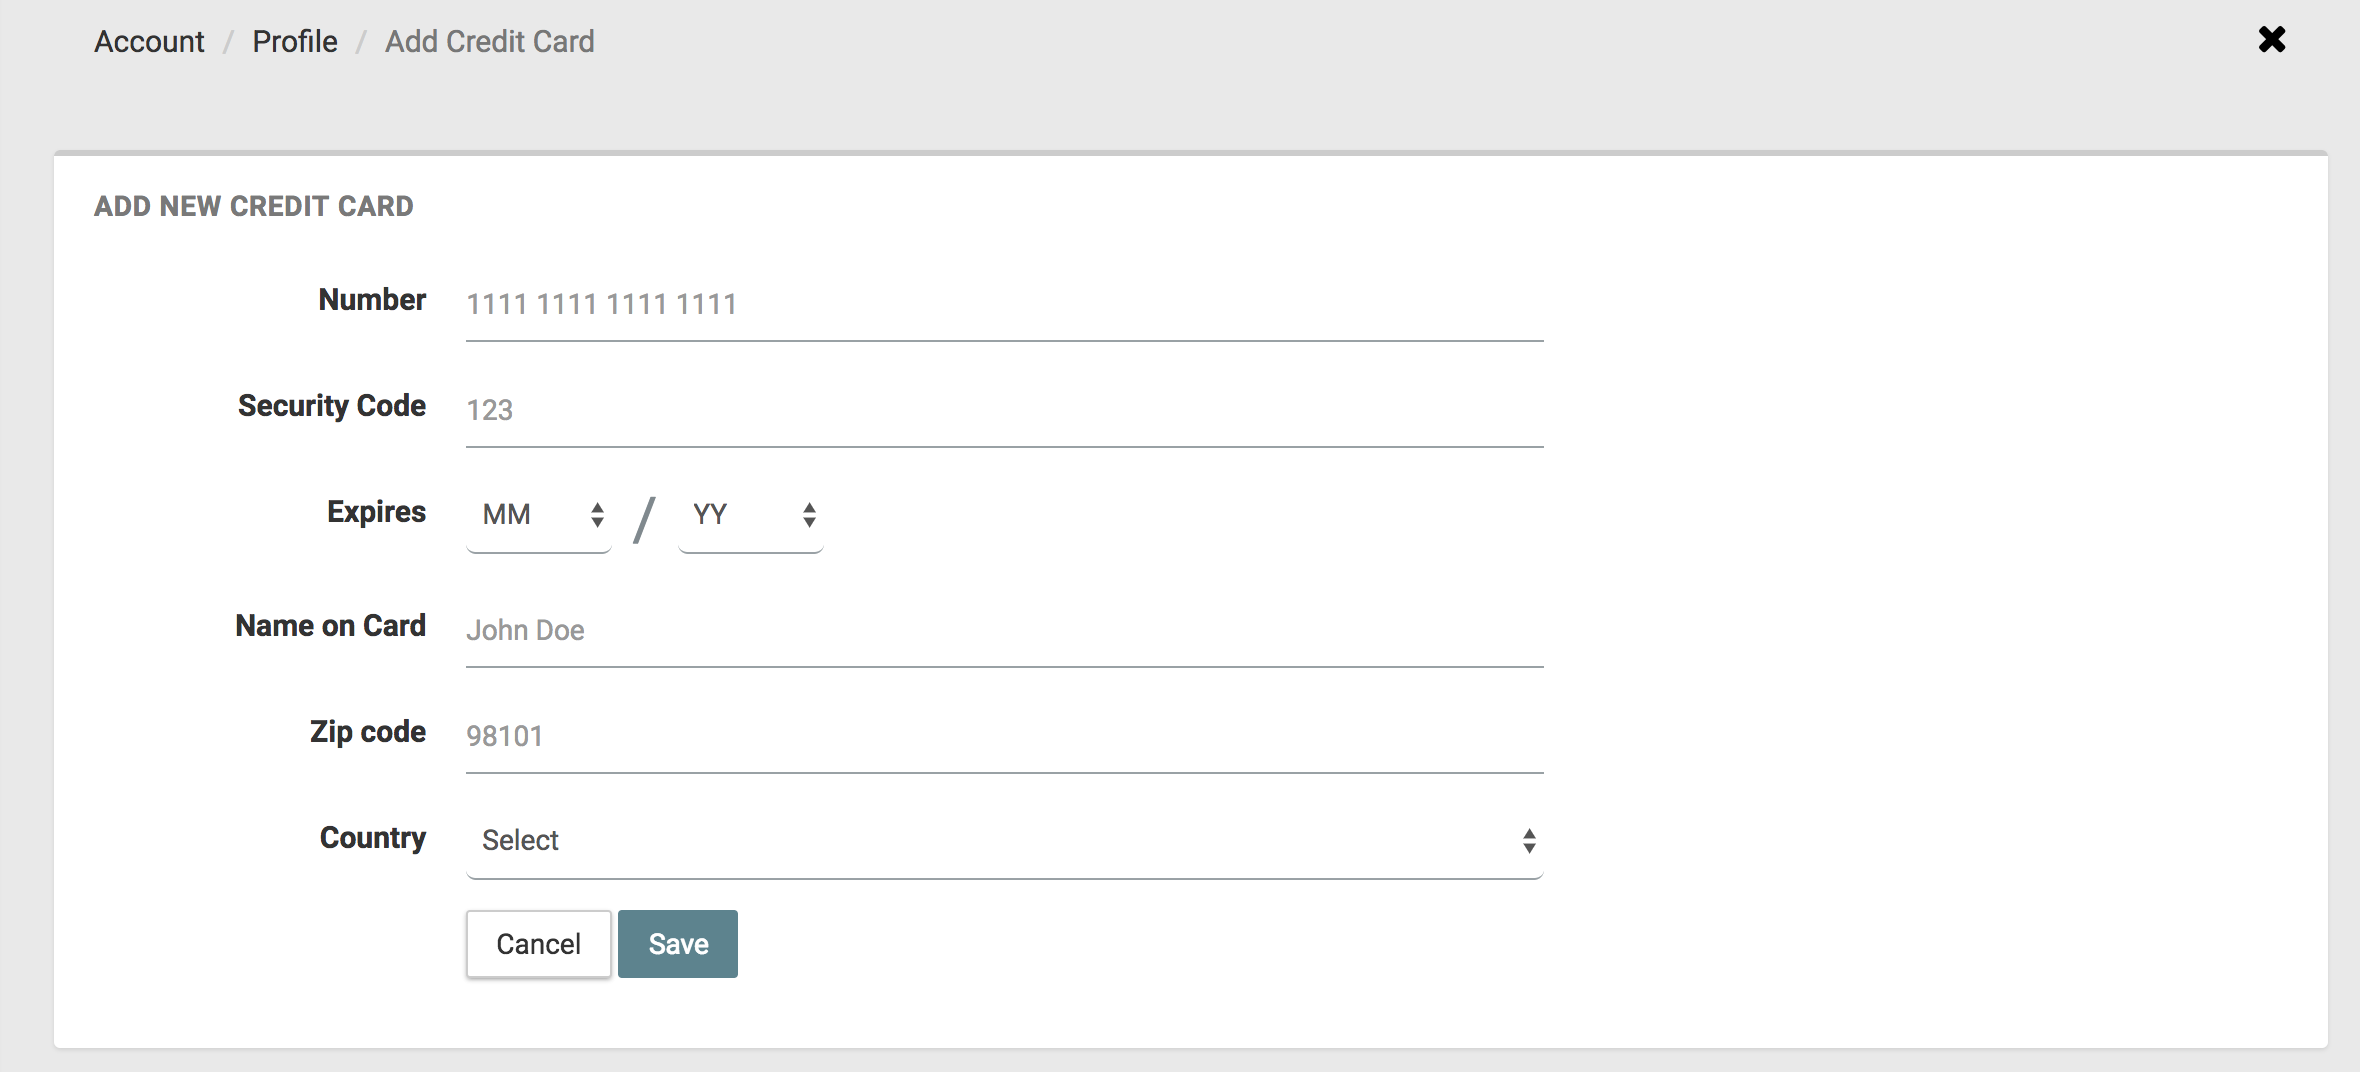 Account / Profile / Add Credit Card
ADD NEW CREDIT CARD
Number 1111 1111 1111 1111
Security Code 123
Expires MM / YY
Name on Card John Doe
Zip code 98101
Country Select
Cancel Save